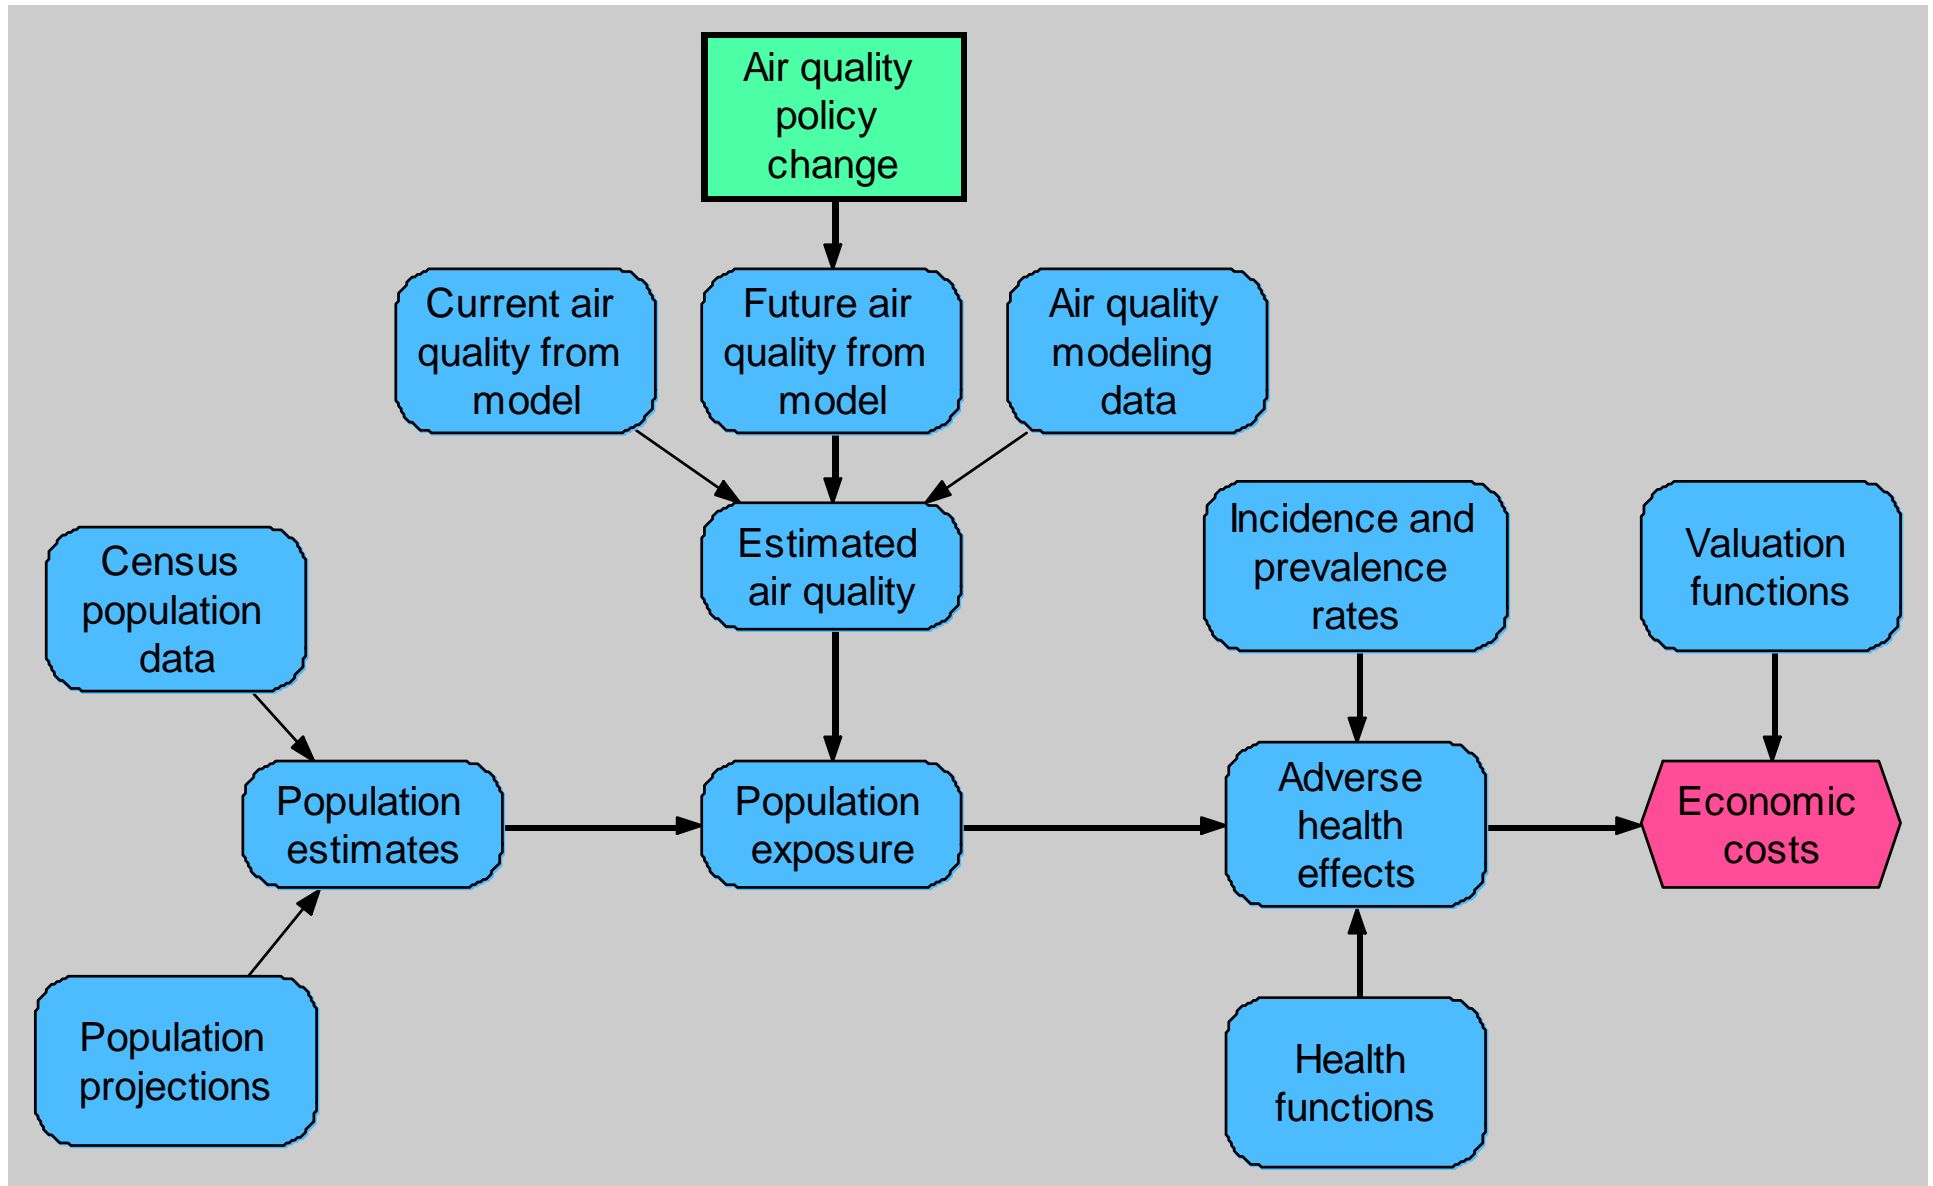 Air quality
policy
change
Current air
quality from
model
Future air
quality from
model
Air quality
modeling
data
Estimated
air quality
Incidence and
prevalence
rates
Valuation
functions
Census
population
data
Population
estimates
Population
exposure
Adverse
health
effects
Economic
costs
Population
projections
Health
functions